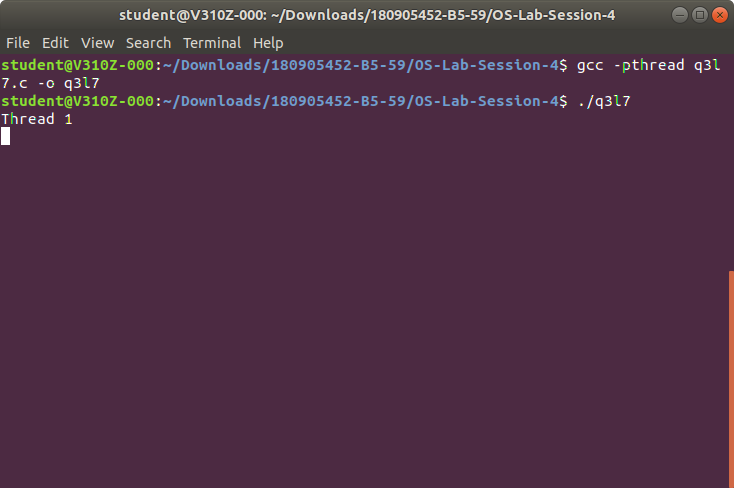 student@V310Z-000: ~/Downloads/180905452-B5-59/OS-Lab-Session-4
File Edit View Search Terminal Help
student@V310Z-000:~/Downloads/180905452-B5-59/OS-Lab-Session-4$ gcc -pthread q3l
7.c -o q3l7
student@V310Z-000:~/Downloads/180905452-B5-59/OS-Lab-Session-4$ ./q3l7
Thread 1